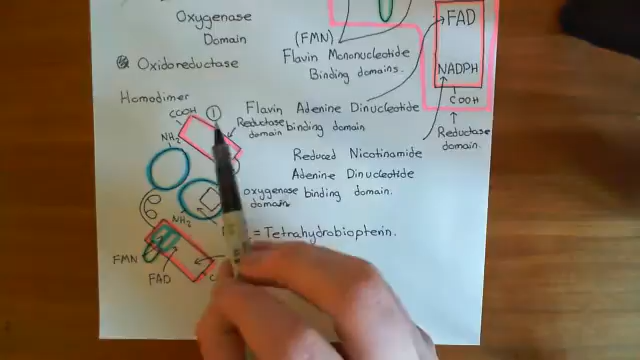 Oxygenase
Domain
Oxidoreductase
(FMN)
Flavin Mononucleotide
Binding domains.
FAD
NADPH
COOH
Reductase
domain.
Homodimer
COOH
1
NH2
Reductase
domain
Flavin Adenine Dinucleotide
binding domain
Reduced Nicotinamide
Adenine Dinucleotide
binding domain.
oxygenase
domain
NH2
= Tetrahydrobiopterin.
FMN
FAD